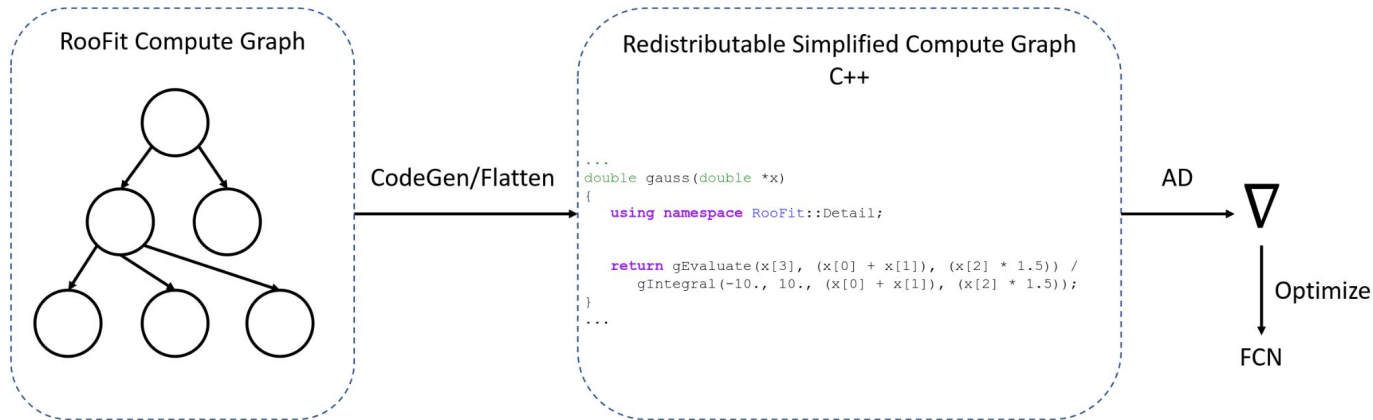 RooFit Compute Graph
CodeGen/Flatten
Redistributable Simplified Compute Graph
C++
...
double gauss(double *x)
{
using namespace RooFit::Detail;
return gEvaluate(x[3], (x[0] + x[1]), (x[2] * 1.5)) /
gIntegral(-10., 10., (x[0] + x[1]), (x[2] * 1.5));
}
...
AD
∇
Optimize
FCN